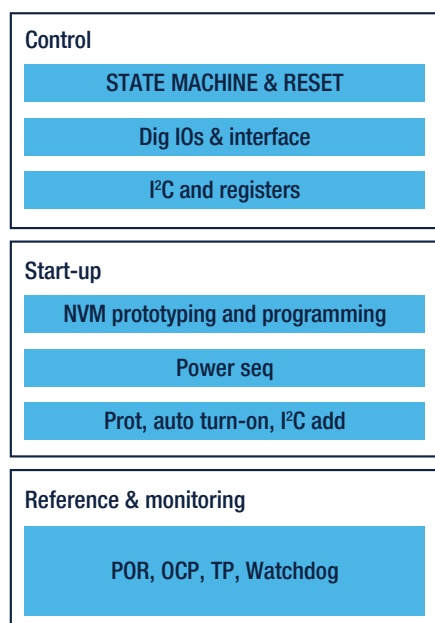 Control
STATE MACHINE & RESET
Dig IOs & interface
I²C and registers
Start-up
NVM prototyping and programming
Power seq
Prot, auto turn-on, I²C add
Reference & monitoring
POR, OCP, TP, Watchdog